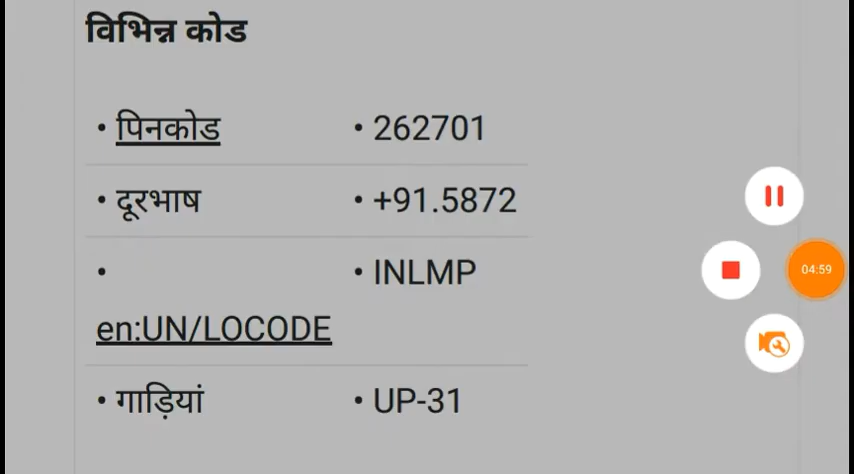 विभिन्न कोड
• पिनकोड • 262701
• दूरभाष • +91.5872
• • INLMP
en:UN/LOCODE
• गाड़ियां • UP-31
04:59